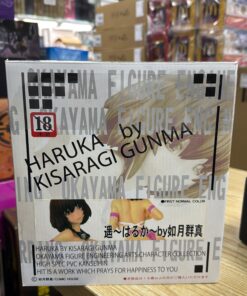 OKAYAMA FIGURE ENG
18
HARUKA by
KISARAGI GUNMA
FIRST NORMAL COLOR
遥～はるか～by如月群真
HARUKA BY KISARAGI GUNMA
OKAYAMA FIGURE ENGINEERING ARTS CHARACTER COLLECTION
HIGH SPEC PVC
HIT IS A WORK WHICH PRAYS FOR HAPPINESS TO YOU